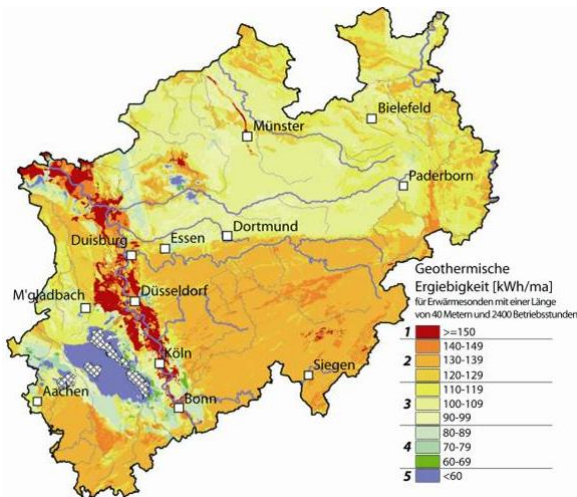 Bielefeld
Münster
Paderborn
Dortmund
Essen
Duisburg
Düsseldorf
M'gladbach
Köln
Siegen
Aachen
Bonn
Geothermische
Ergiebigkeit [kWh/ma]
für Erwärmesonden mit einer Länge
von 40 Metern und 2400 Betriebsstunden
1 >=150
140-149
2 130-139
120-129
110-119
3 100-109
90-99
80-89
4 70-79
60-69
5 <60